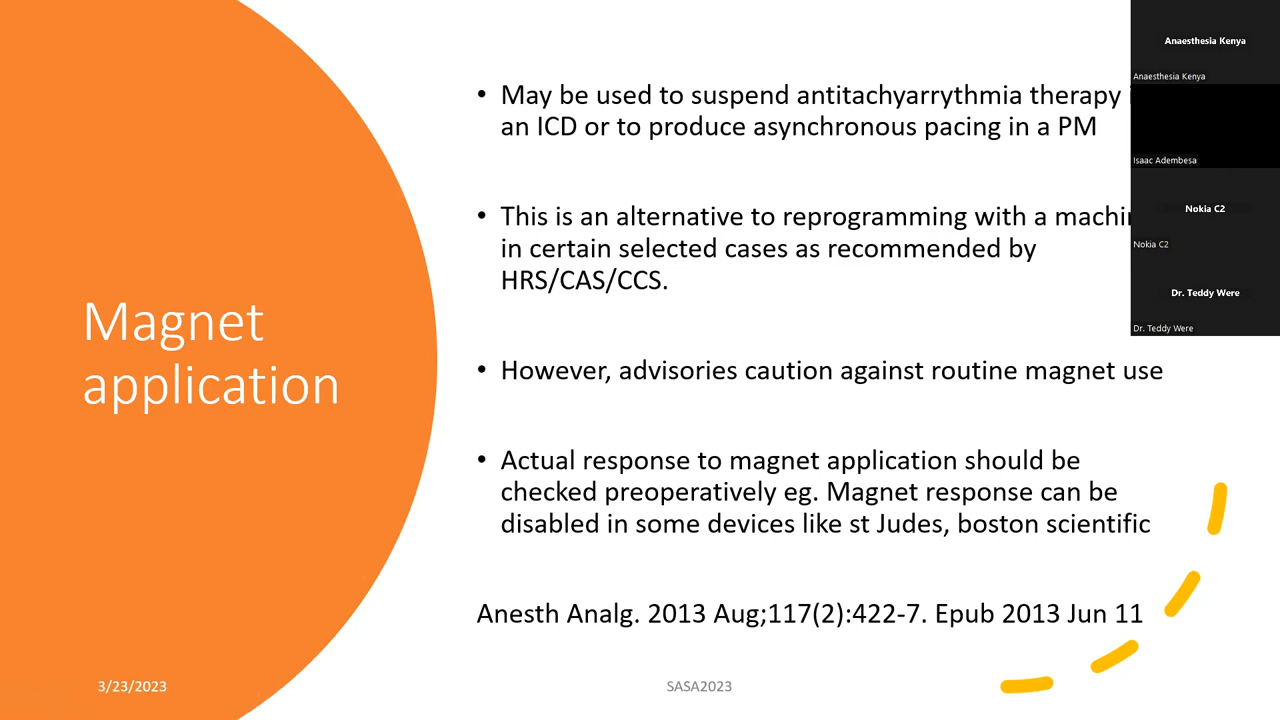 Magnet
application
• May be used to suspend antitachyarrythmia therapy
an ICD or to produce asynchronous pacing in a PM
• This is an alternative to reprogramming with a
in certain selected cases as recommended by
HRS/CAS/CCS.
• However, advisories caution against routine magnet use
• Actual response to magnet application should be
checked preoperatively eg. Magnet response can be
disabled in some devices like st Judes, boston scientific
Anesth Analg. 2013 Aug;117(2):422-7. Epub 2013 Jun 11
3/23/2023
SASA2023
Anaesthesia Kenya
Anaesthesia Kenya
Isaac Adembesa
Nokia C2
Nokia C2
Dr. Teddy Were
Dr. Teddy Were